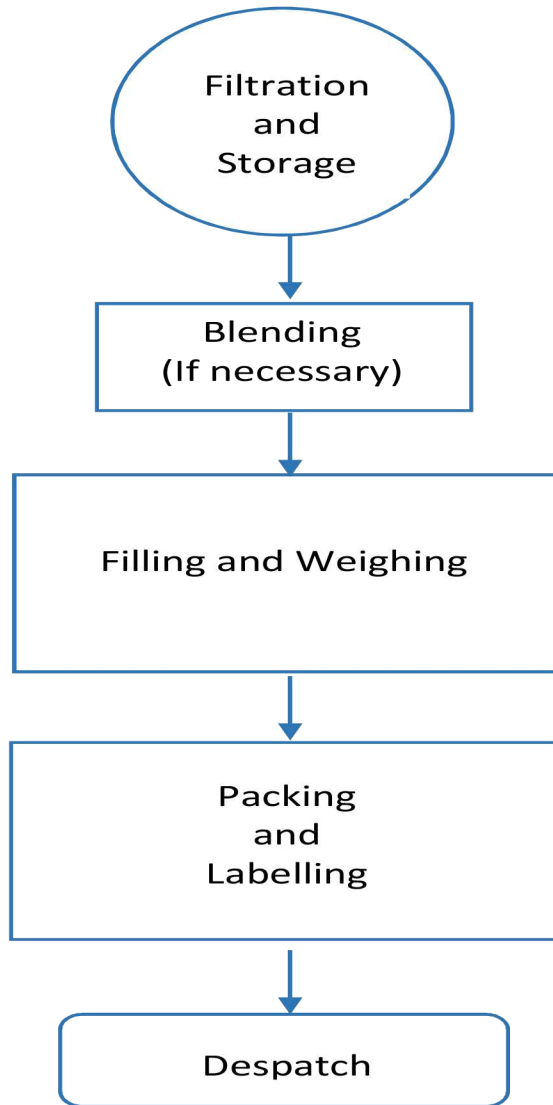 Filtration
and
Storage
Blending
(If necessary)
Filling and Weighing
Packing
and
Labelling
Despatch